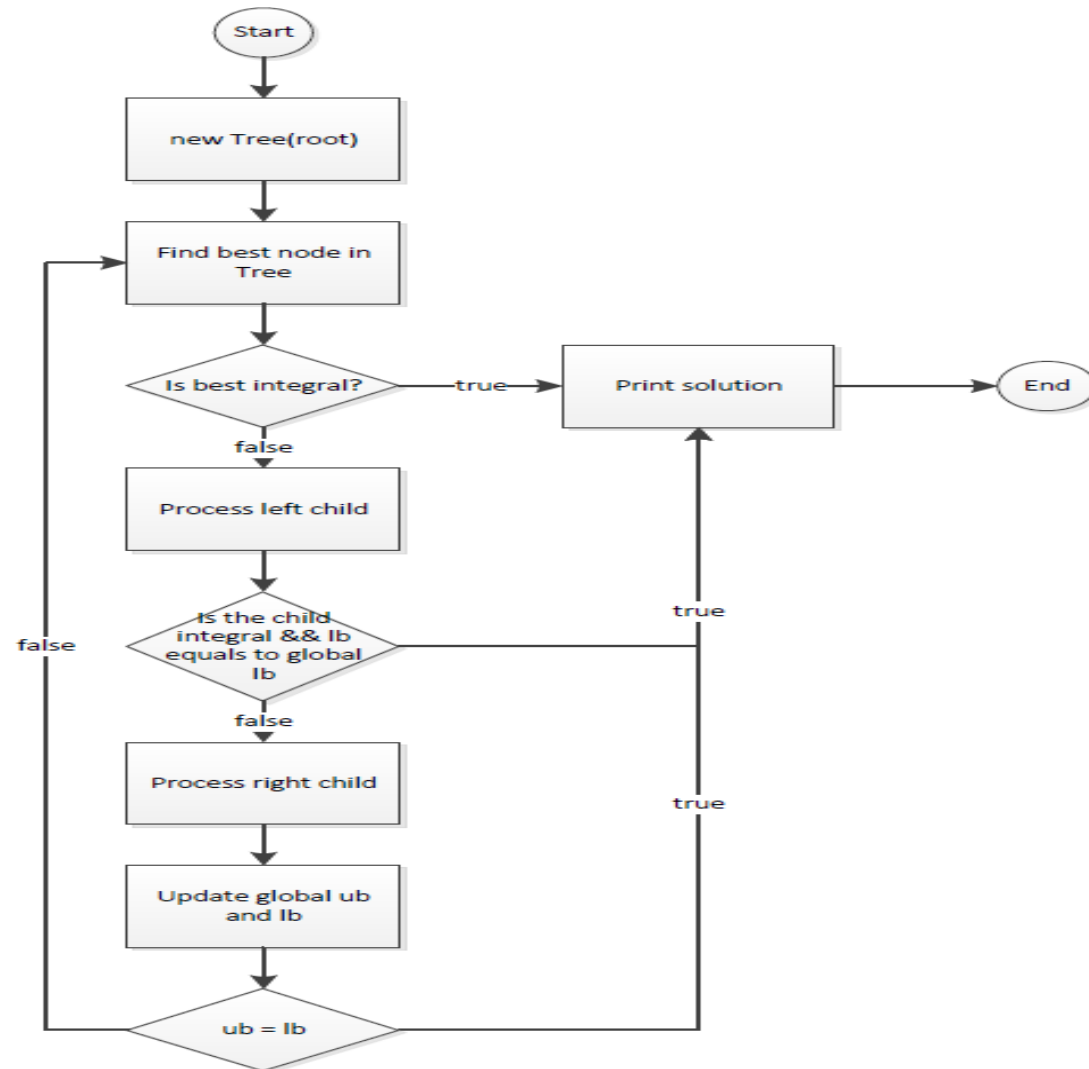 Start
new Tree(root)
Find best node in
Tree
Is best integral?
true
Print solution
End
false
Process left child
Is the child
integral && lb
equals to global
lb
true
false
false
Process right child
true
Update global ub
and lb
ub = lb